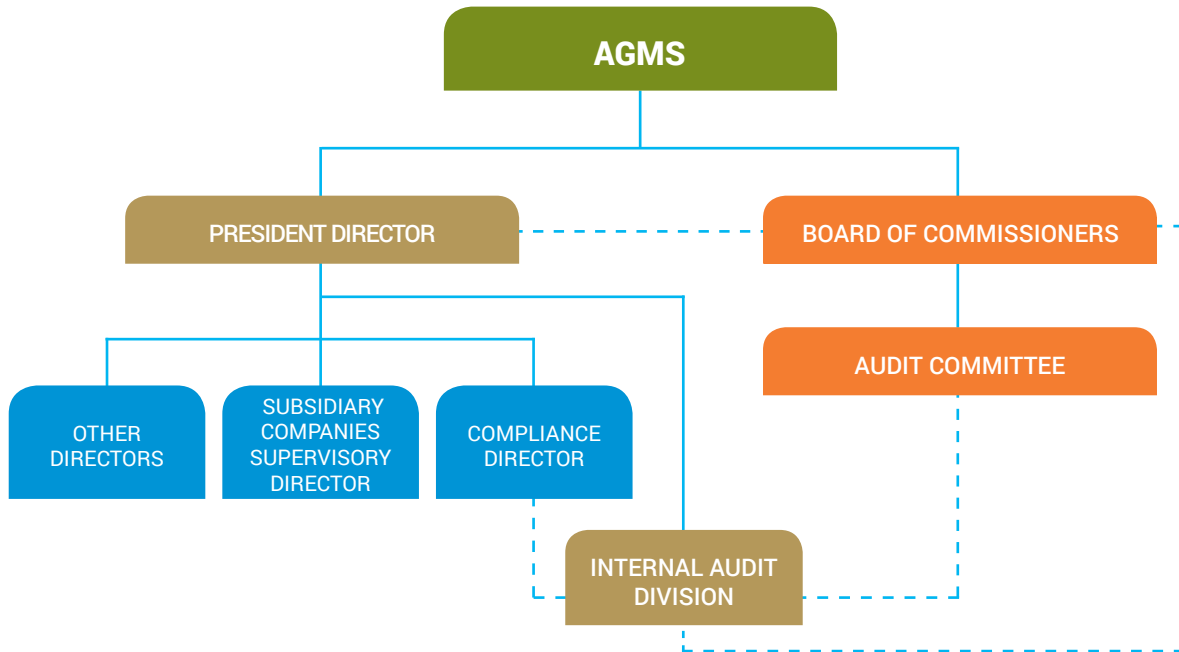 AGMS
PRESIDENT DIRECTOR
BOARD OF COMMISSIONERS
AUDIT COMMITTEE
OTHER
DIRECTORS
SUBSIDIARY
COMPANIES
SUPERVISORY
DIRECTOR
COMPLIANCE
DIRECTOR
INTERNAL AUDIT
DIVISION